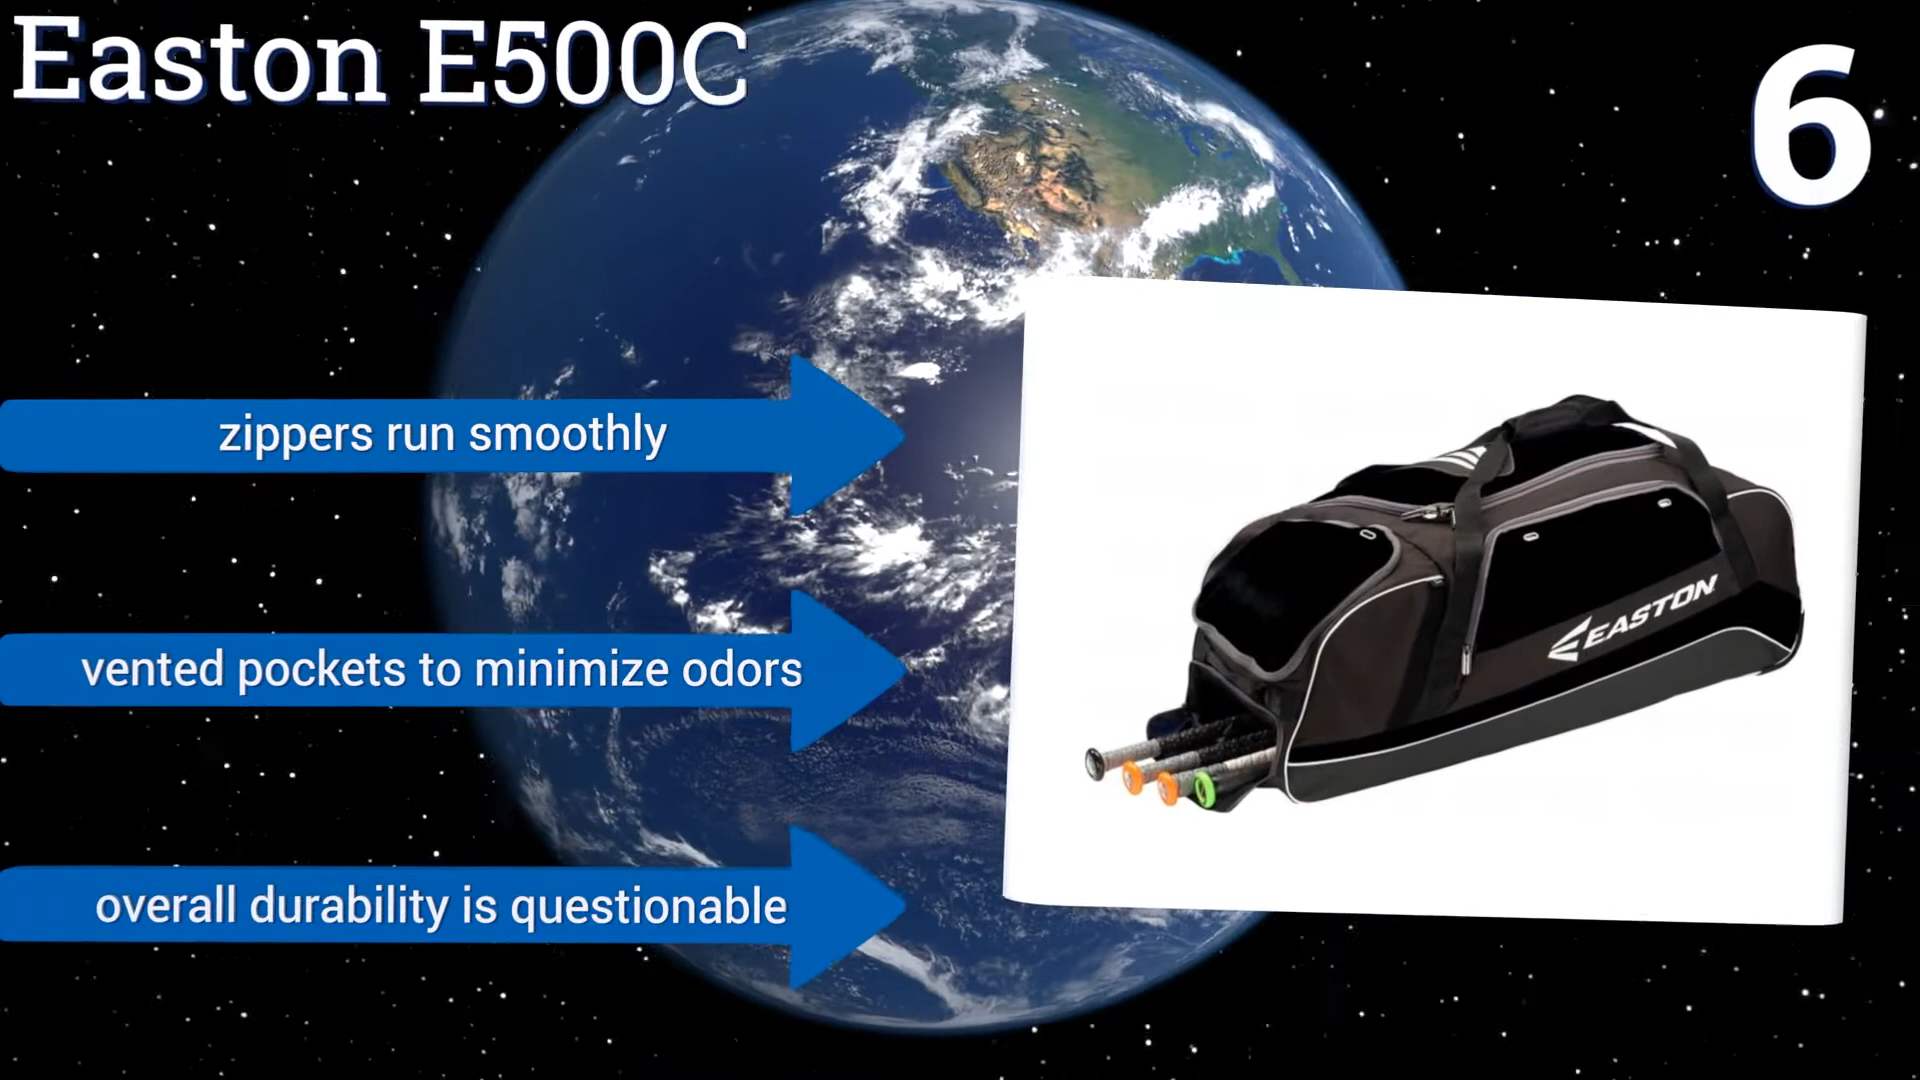 Easton E500C
6
zippers run smoothly
vented pockets to minimize odors
overall durability is questionable
EASTON